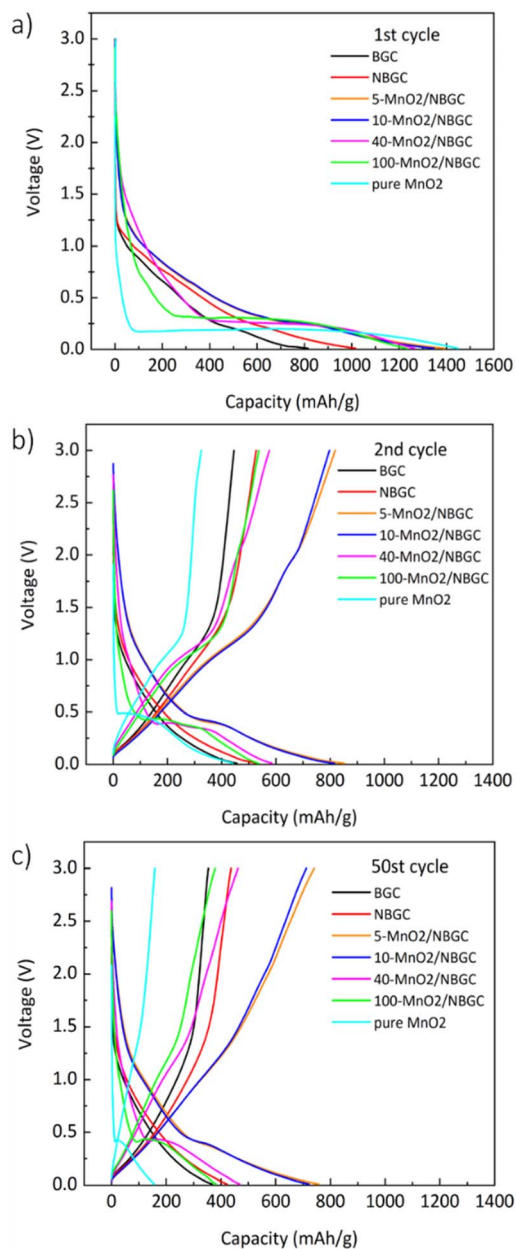 a)
1st cycle
BGC
NBGC
5-MnO2/NBGC
10-MnO2/NBGC
40-MnO2/NBGC
100-MnO2/NBGC
pure MnO2
Voltage (V)
3.0
2.5
2.0
1.5
1.0
0.5
0.0
0 200 400 600 800 1000 1200 1400 1600
Capacity (mAh/g)
b)
2nd cycle
BGC
NBGC
5-MnO2/NBGC
10-MnO2/NBGC
40-MnO2/NBGC
100-MnO2/NBGC
pure MnO2
Voltage (V)
3.0
2.5
2.0
1.5
1.0
0.5
0.0
0 200 400 600 800 1000 1200 1400
Capacity (mAh/g)
c)
50st cycle
BGC
NBGC
5-MnO2/NBGC
10-MnO2/NBGC
40-MnO2/NBGC
100-MnO2/NBGC
pure MnO2
Voltage (V)
3.0
2.5
2.0
1.5
1.0
0.5
0.0
0 200 400 600 800 1000 1200 1400
Capacity (mAh/g)